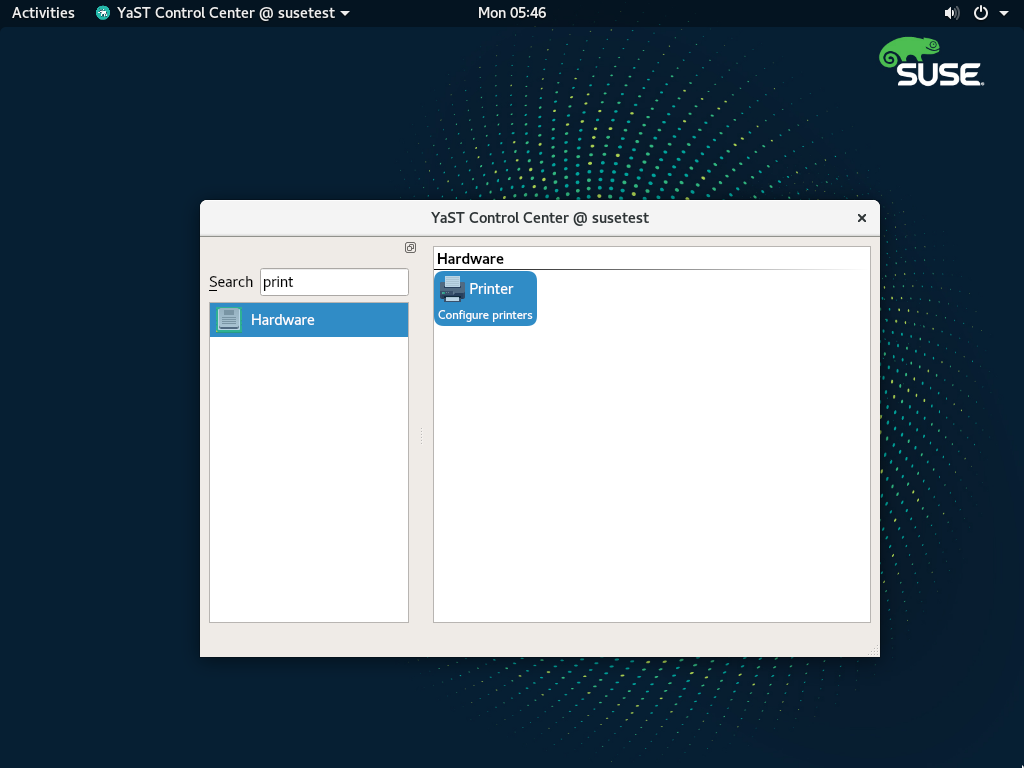 Activities YaST Control Center @ susetest Mon 05:46
SUSE
YaST Control Center @ susetest
Search print
Hardware
Hardware
Printer
Configure printers